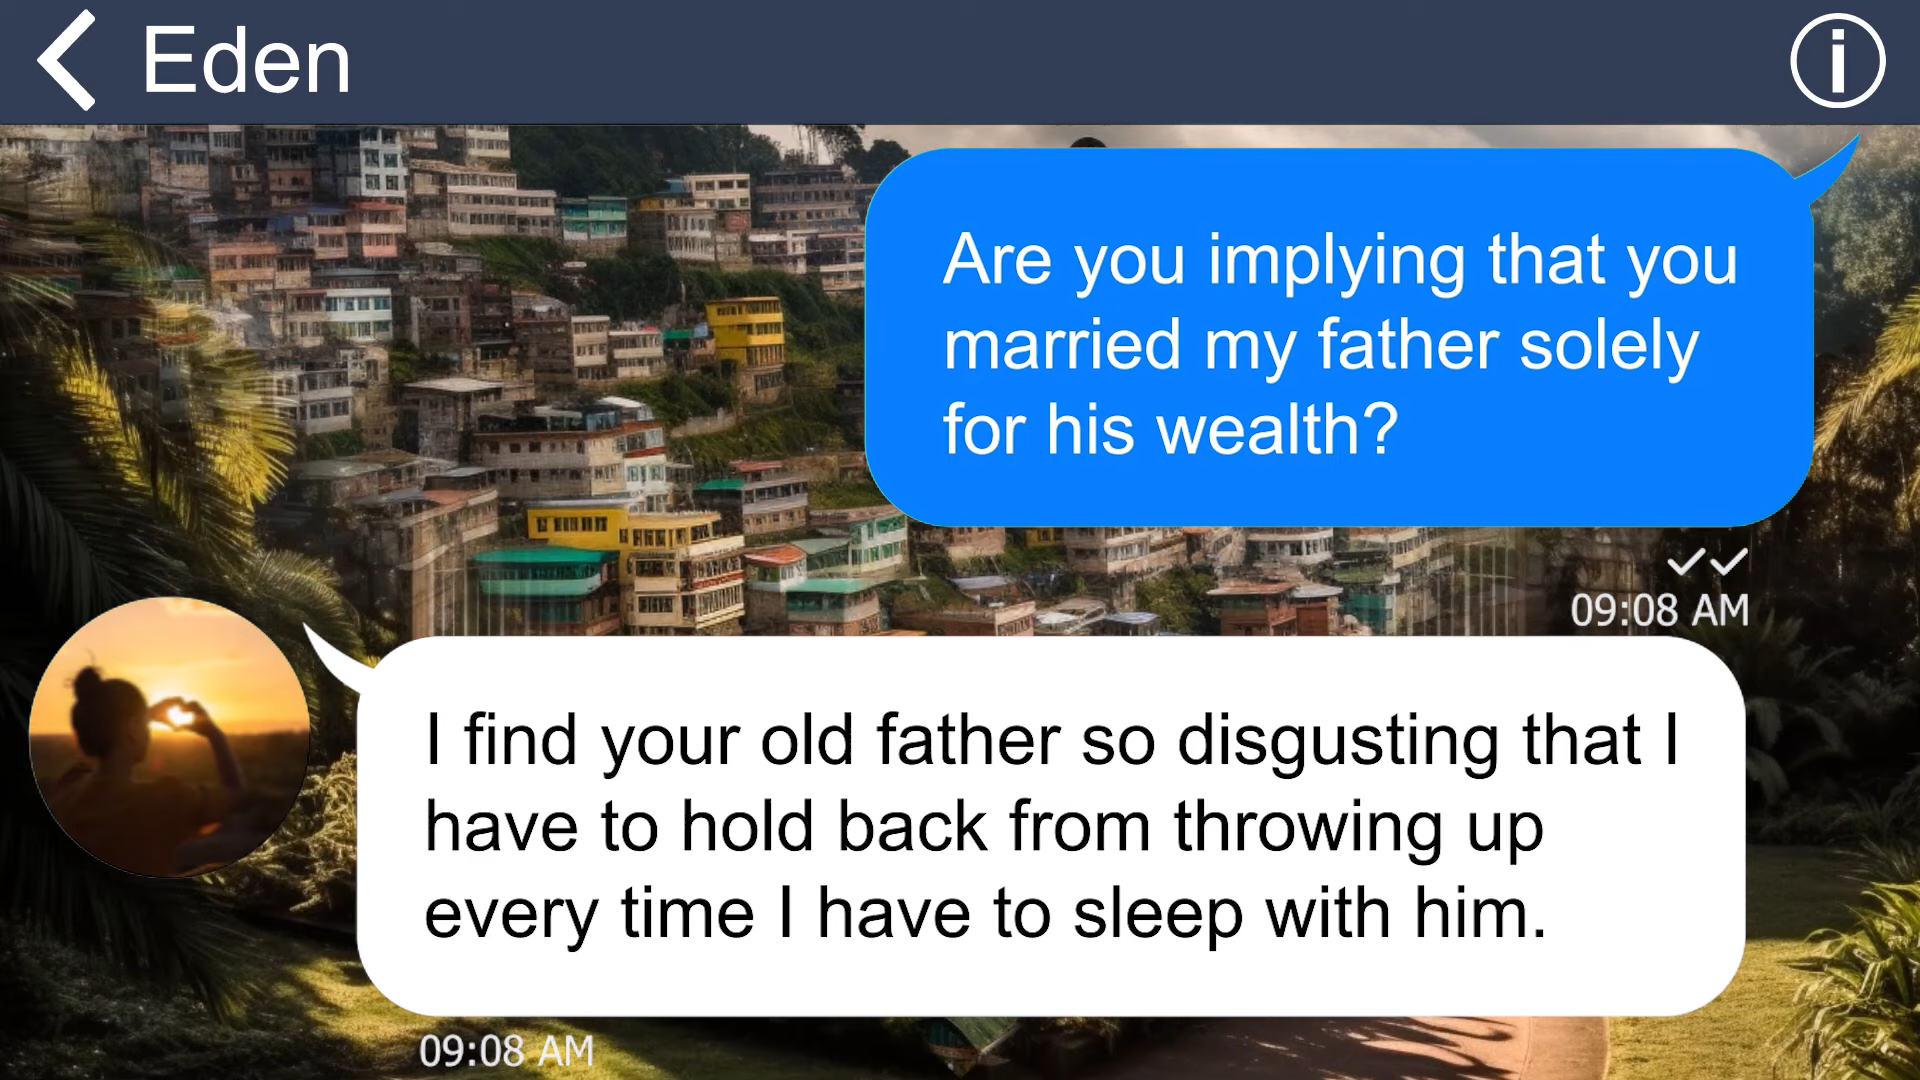 Eden
Are you implying that you
married my father solely
for his wealth?
09:08 AM
I find your old father so disgusting that I
have to hold back from throwing up
every time I have to sleep with him.
09:08 AM